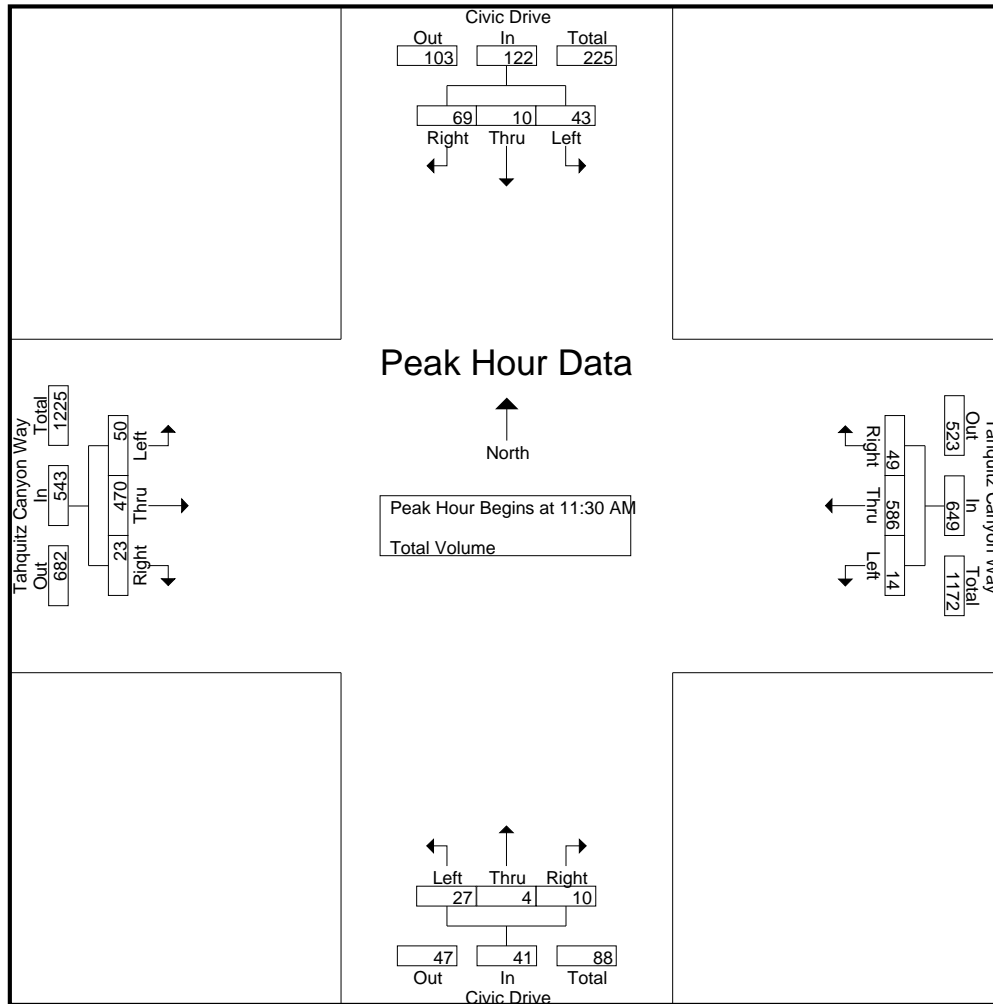 Civic Drive
Out In Total
103 122 225
69 10 43
Right Thru Left
Peak Hour Data
North
Peak Hour Begins at 11:30 AM
Total Volume
Tahquitz Canyon Way
Out In Total
682 543 1225
23 470 50
Right Thru Left
Tahquitz Canyon Way
Out In Total
523 649 1172
49 586 14
Right Thru Left
Left Thru Right
27 4 10
47 41 88
Out In Total
Civic Drive